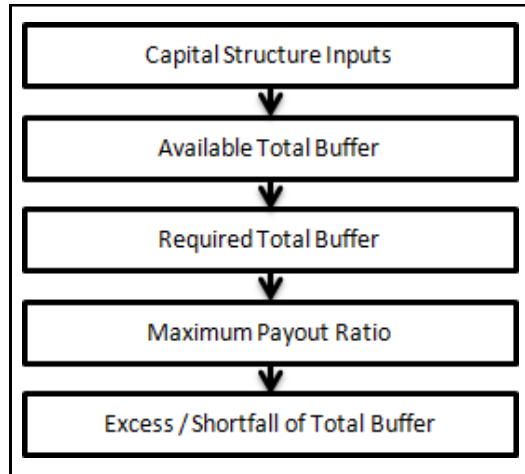 Capital Structure Inputs
Available Total Buffer
Required Total Buffer
Maximum Payout Ratio
Excess / Shortfall of Total Buffer